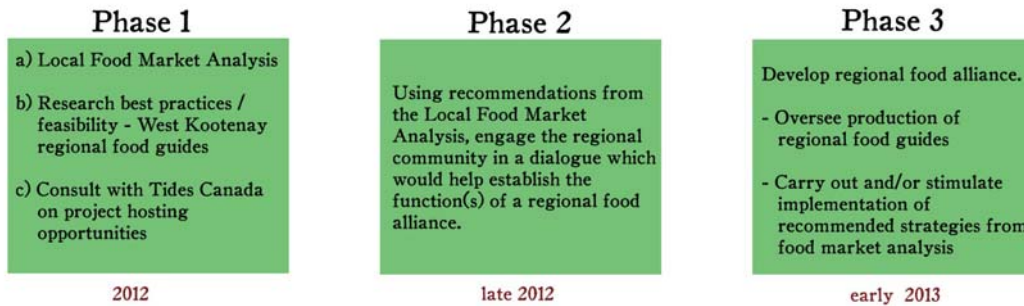 Phase 1
a) Local Food Market Analysis
b) Research best practices /
feasibility - West Kootenay
regional food guides
c) Consult with Tides Canada
on project hosting
opportunities
2012
Phase 2
Using recommendations from
the Local Food Market
Analysis, engage the regional
community in a dialogue which
would help establish the
function(s) of a regional food
alliance.
late 2012
Phase 3
Develop regional food alliance.
- Oversee production of
regional food guides
- Carry out and/or stimulate
implementation of
recommended strategies from
food market analysis
early 2013